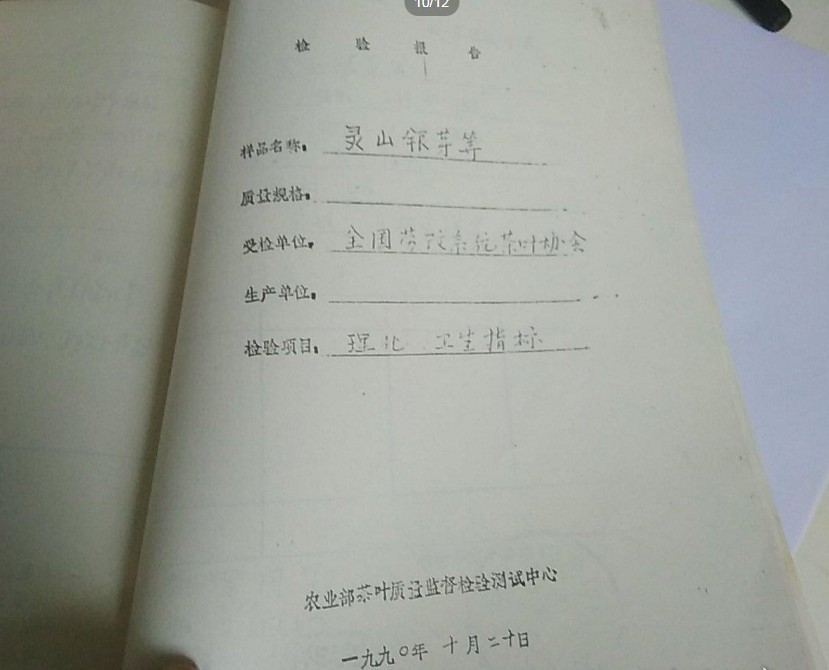 10/12
检 验 报 告
样品名称: 灵山银芽等
质量规格:
受检单位: 全国劳改系统茶叶协会
生产单位:
检验项目: 理化 卫生指标
农业部茶叶质量监督检验测试中心
一九九〇年 十月二十日